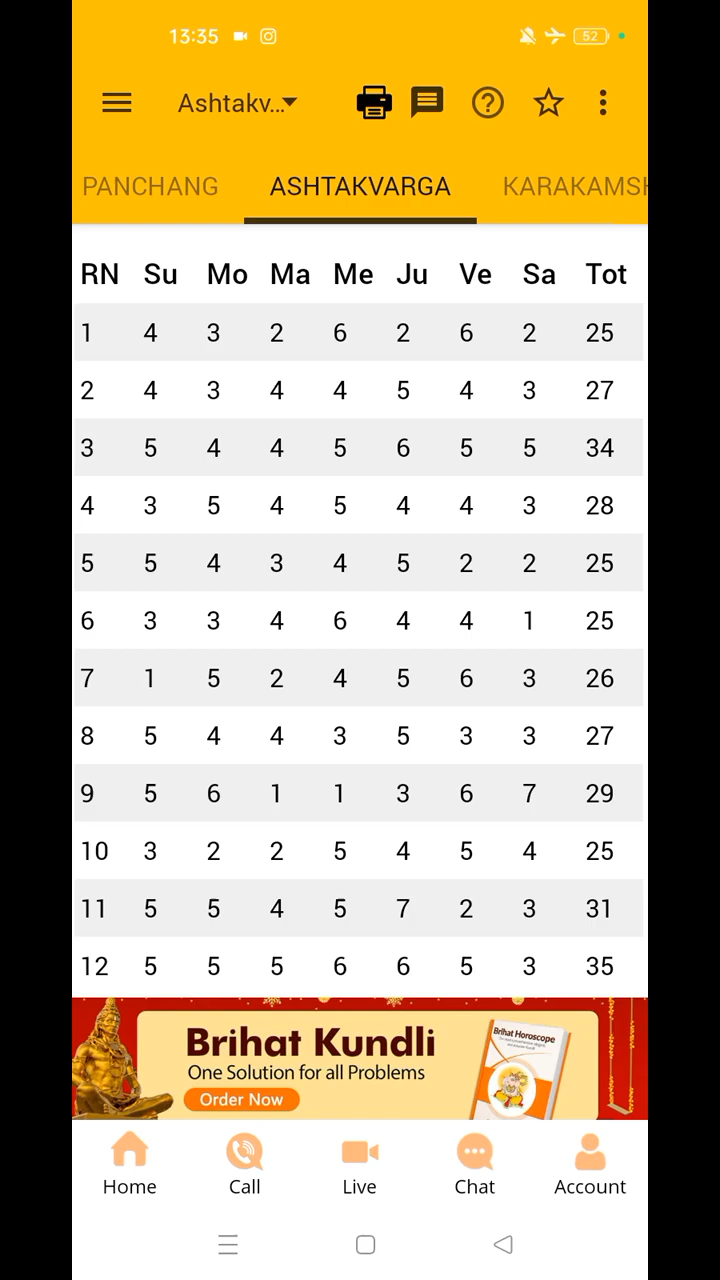 13:35 52
Ashtakv...
PANCHANG ASHTAKVARGA KARAKAMSH
RN Su Mo Ma Me Ju Ve Sa Tot
1 4 3 2 6 2 6 2 25
2 4 3 4 4 5 4 3 27
3 5 4 4 5 6 5 5 34
4 3 5 4 5 4 4 3 28
5 5 4 3 4 5 2 2 25
6 3 3 4 6 4 4 1 25
7 1 5 2 4 5 6 3 26
8 5 4 4 3 5 3 3 27
9 5 6 1 1 3 6 7 29
10 3 2 2 5 4 5 4 25
11 5 5 4 5 7 2 3 31
12 5 5 5 6 6 5 3 35
Brihat Kundli
One Solution for all Problems
Order Now
Brihat Horoscope
Home Call Live Chat Account